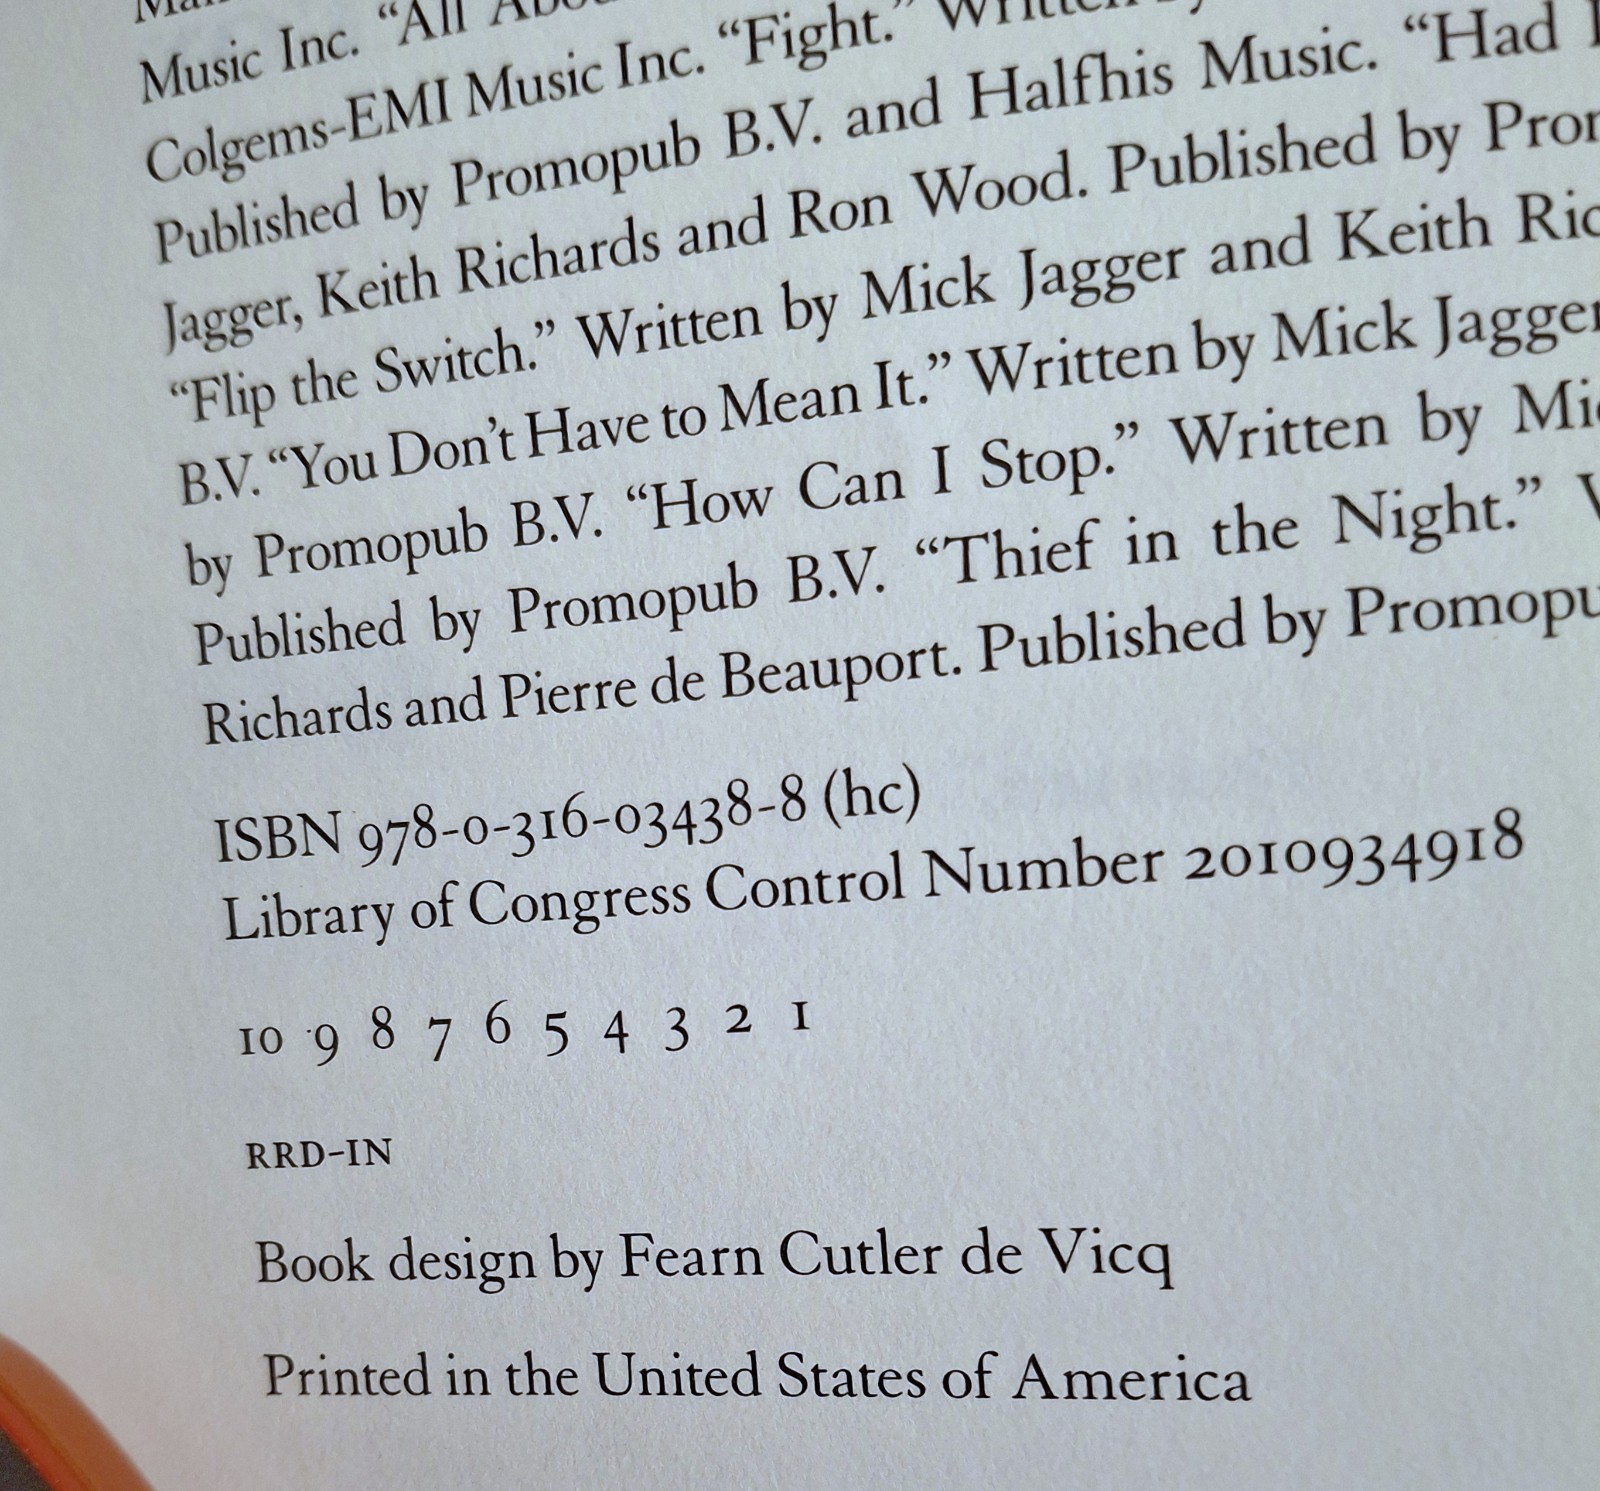 Music Inc. “All
Colgems-EMI Music Inc. “Fight.” Written
Published by Promopub B.V. and Halfhis Music. “Had
Jagger, Keith Richards and Ron Wood. Published by
“Flip the Switch.” Written by Mick Jagger and Keith
B.V. “You Don’t Have to Mean It.” Written by Mick Jagger
by Promopub B.V. “How Can I Stop.” Written by
Published by Promopub B.V. “Thief in the Night.”
Richards and Pierre de Beauport. Published by
ISBN 978-0-316-03438-8 (hc)
Library of Congress Control Number 2010934918
10 9 8 7 6 5 4 3 2 1
RRD-IN
Book design by Fearn Cutler de Vicq
Printed in the United States of America